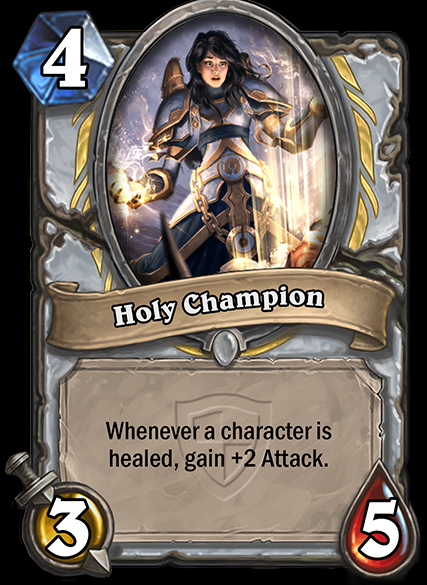 4
Holy Champion
Whenever a character is
healed, gain +2 Attack.
3
5